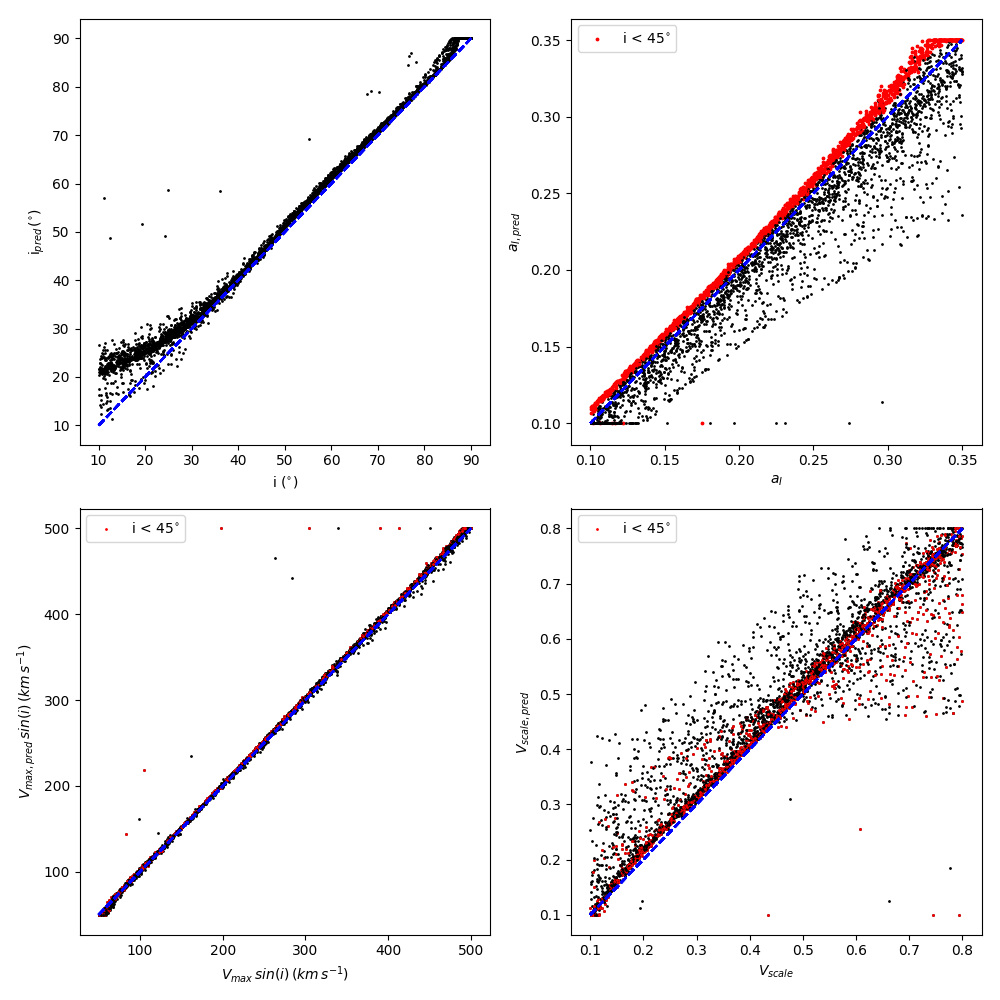 90
80
70
60
50
40
30
20
10
i_pred (°)
10 20 30 40 50 60 70 80 90
i (°)
i < 45°
0.35
0.30
0.25
0.20
0.15
0.10
a_l,pred
0.10 0.15 0.20 0.25 0.30 0.35
a_l
i < 45°
500
400
300
200
100
V_max,pred sin(i) (km s⁻¹)
100 200 300 400 500
V_max sin(i) (km s⁻¹)
i < 45°
0.8
0.7
0.6
0.5
0.4
0.3
0.2
0.1
V_scale,pred
0.1 0.2 0.3 0.4 0.5 0.6 0.7 0.8
V_scale